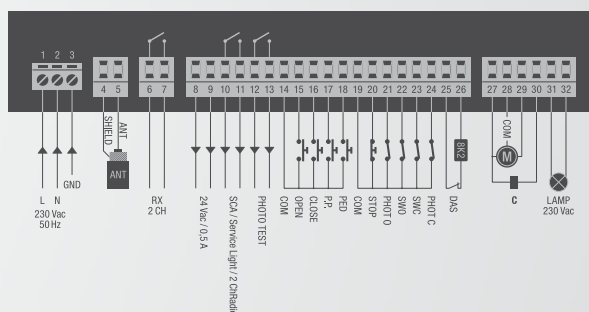 1 2 3
4 5 6 7 8 9 10 11 12 13 14 15 16 17 18 19 20 21 22 23 24 25 26 27 28 29 30 31 32
L N
230 Vac
50 Hz
GND
SHIELD
ANT
ANT
RX
2 CH
24 Vac / 0,5 A
SCA / Service Light / 2 ChRadio
PHOTO TEST
COM
OPEN
CLOSE
P.P.
PED
COM
STOP
PHOT O
SWO
SWC
PHOT C
DAS
8K2
COM
M
C
LAMP
230 Vac